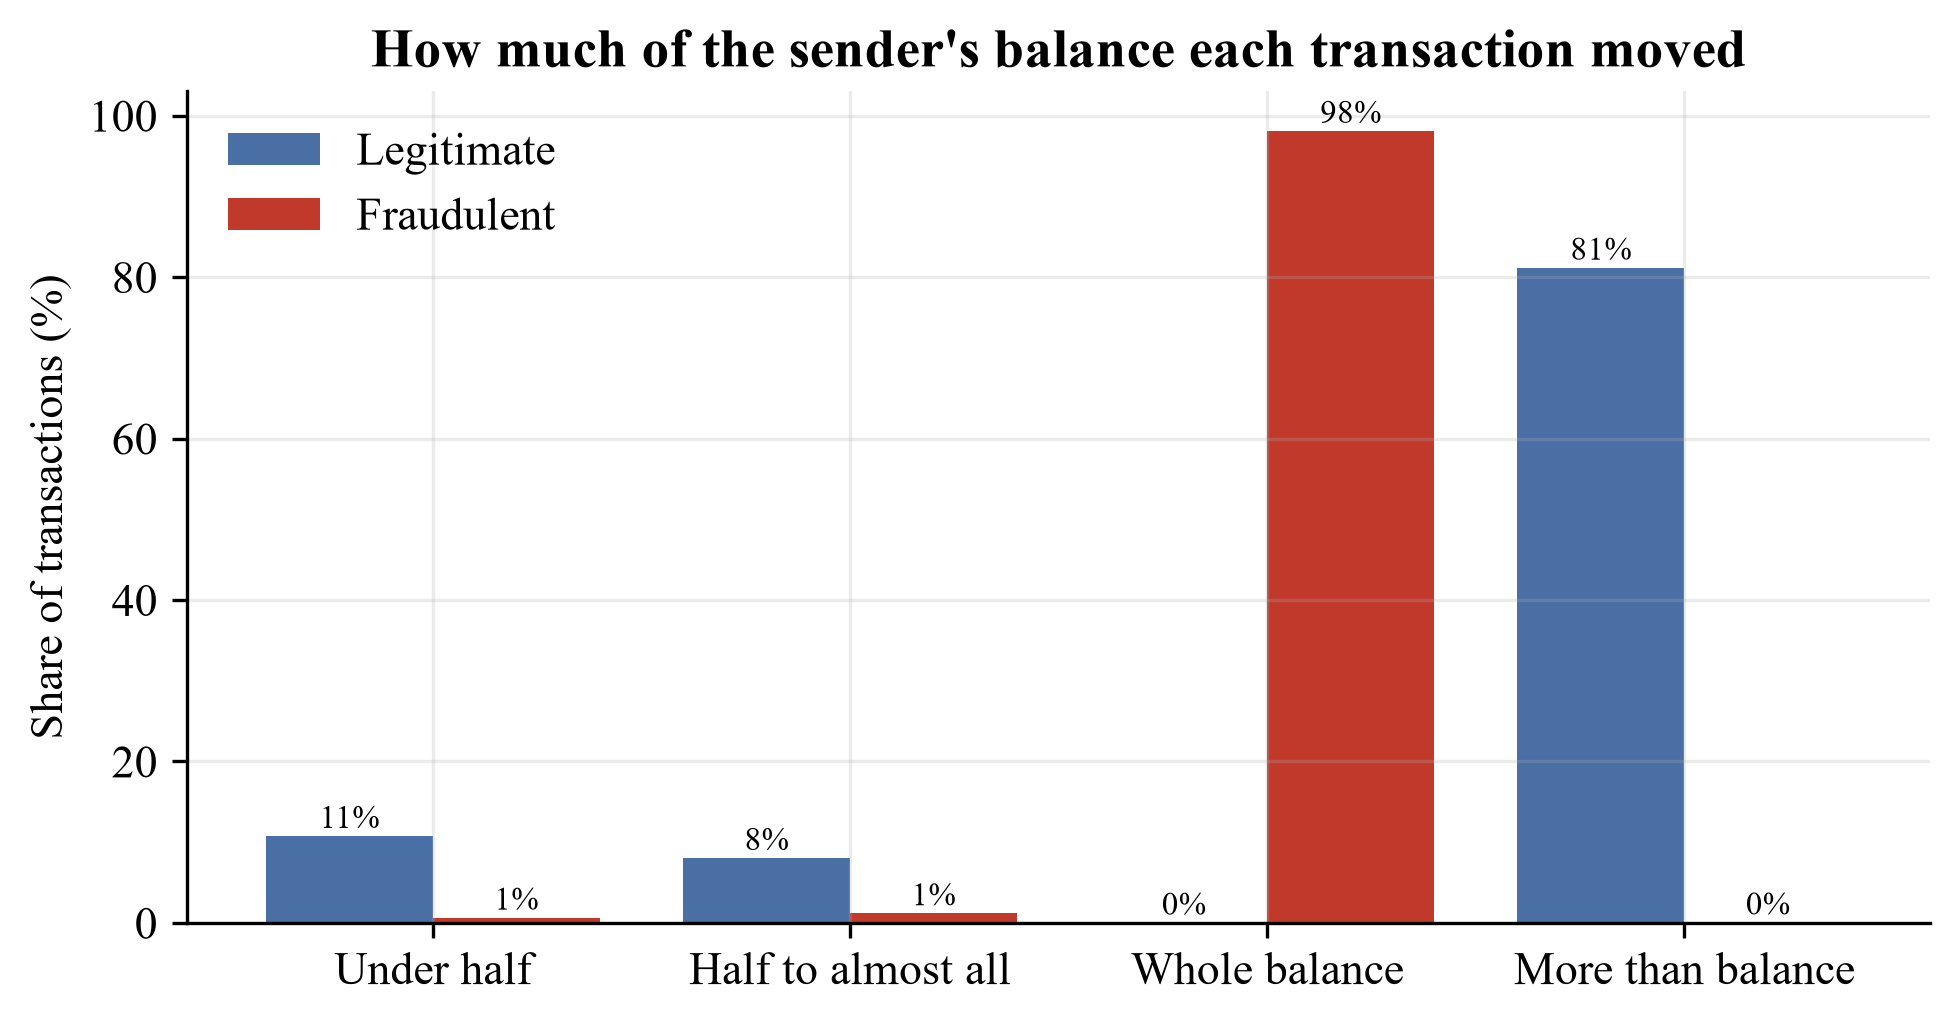 How much of the sender's balance each transaction moved
Legitimate
Fraudulent
Share of transactions (%)
100
80
60
40
20
0
11%
1%
8%
1%
0%
98%
81%
0%
Under half
Half to almost all
Whole balance
More than balance